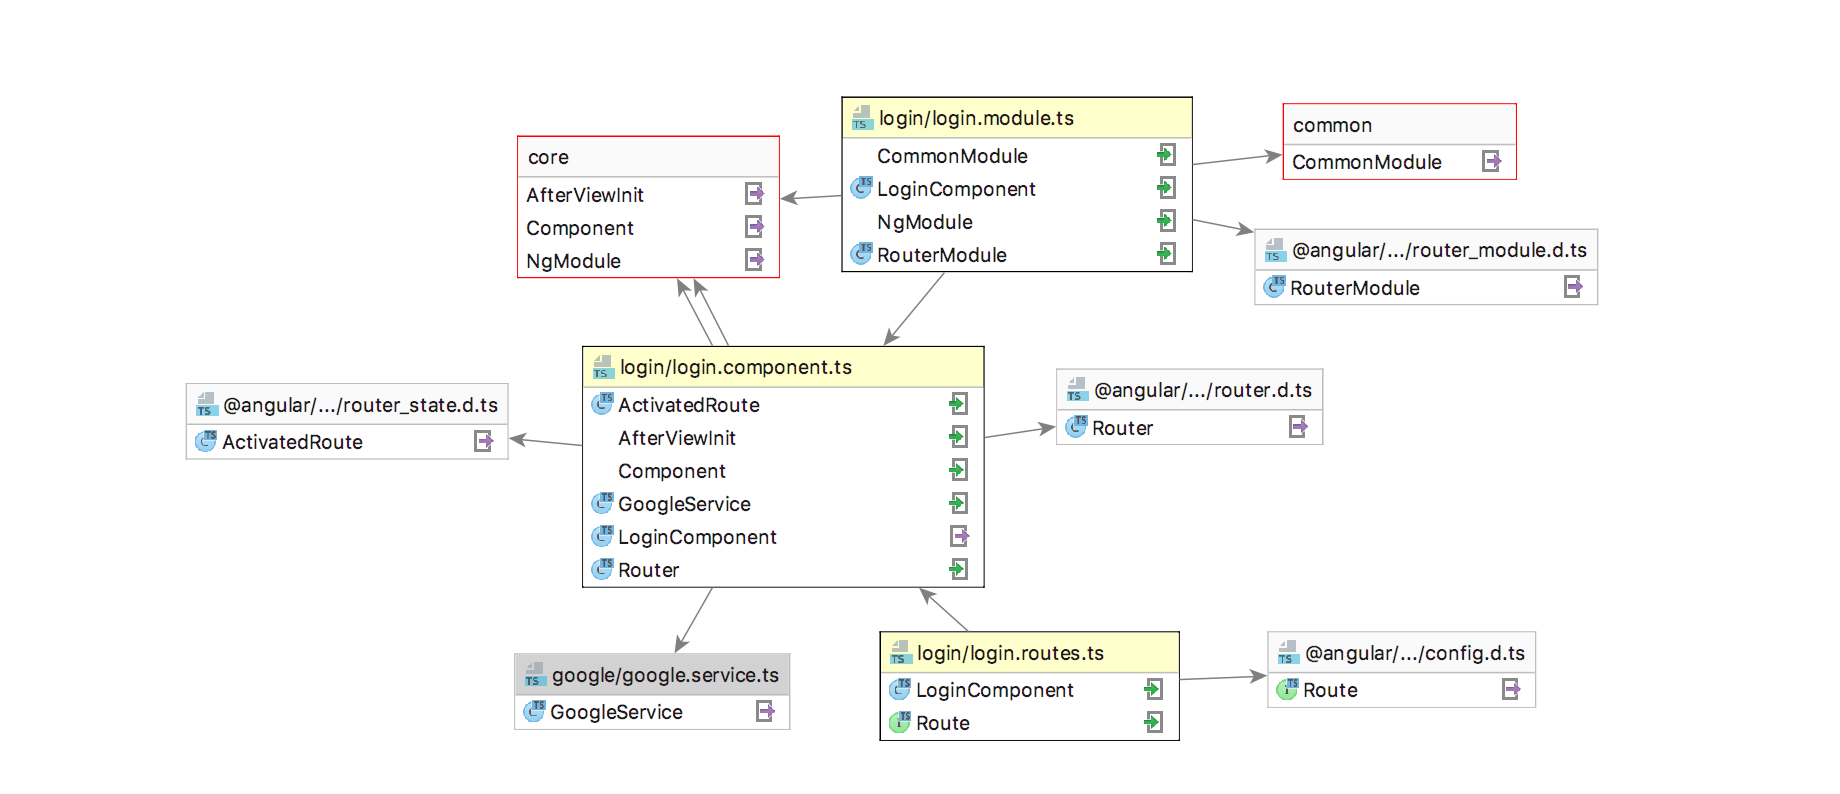 login/login.module.ts
CommonModule
LoginComponent
NgModule
RouterModule
core
AfterViewInit
Component
NgModule
common
CommonModule
@angular/.../router_module.d.ts
RouterModule
login/login.component.ts
ActivatedRoute
AfterViewInit
Component
GoogleService
LoginComponent
Router
@angular/.../router_state.d.ts
ActivatedRoute
@angular/.../router.d.ts
Router
google/google.service.ts
GoogleService
login/login.routes.ts
LoginComponent
Route
@angular/.../config.d.ts
Route